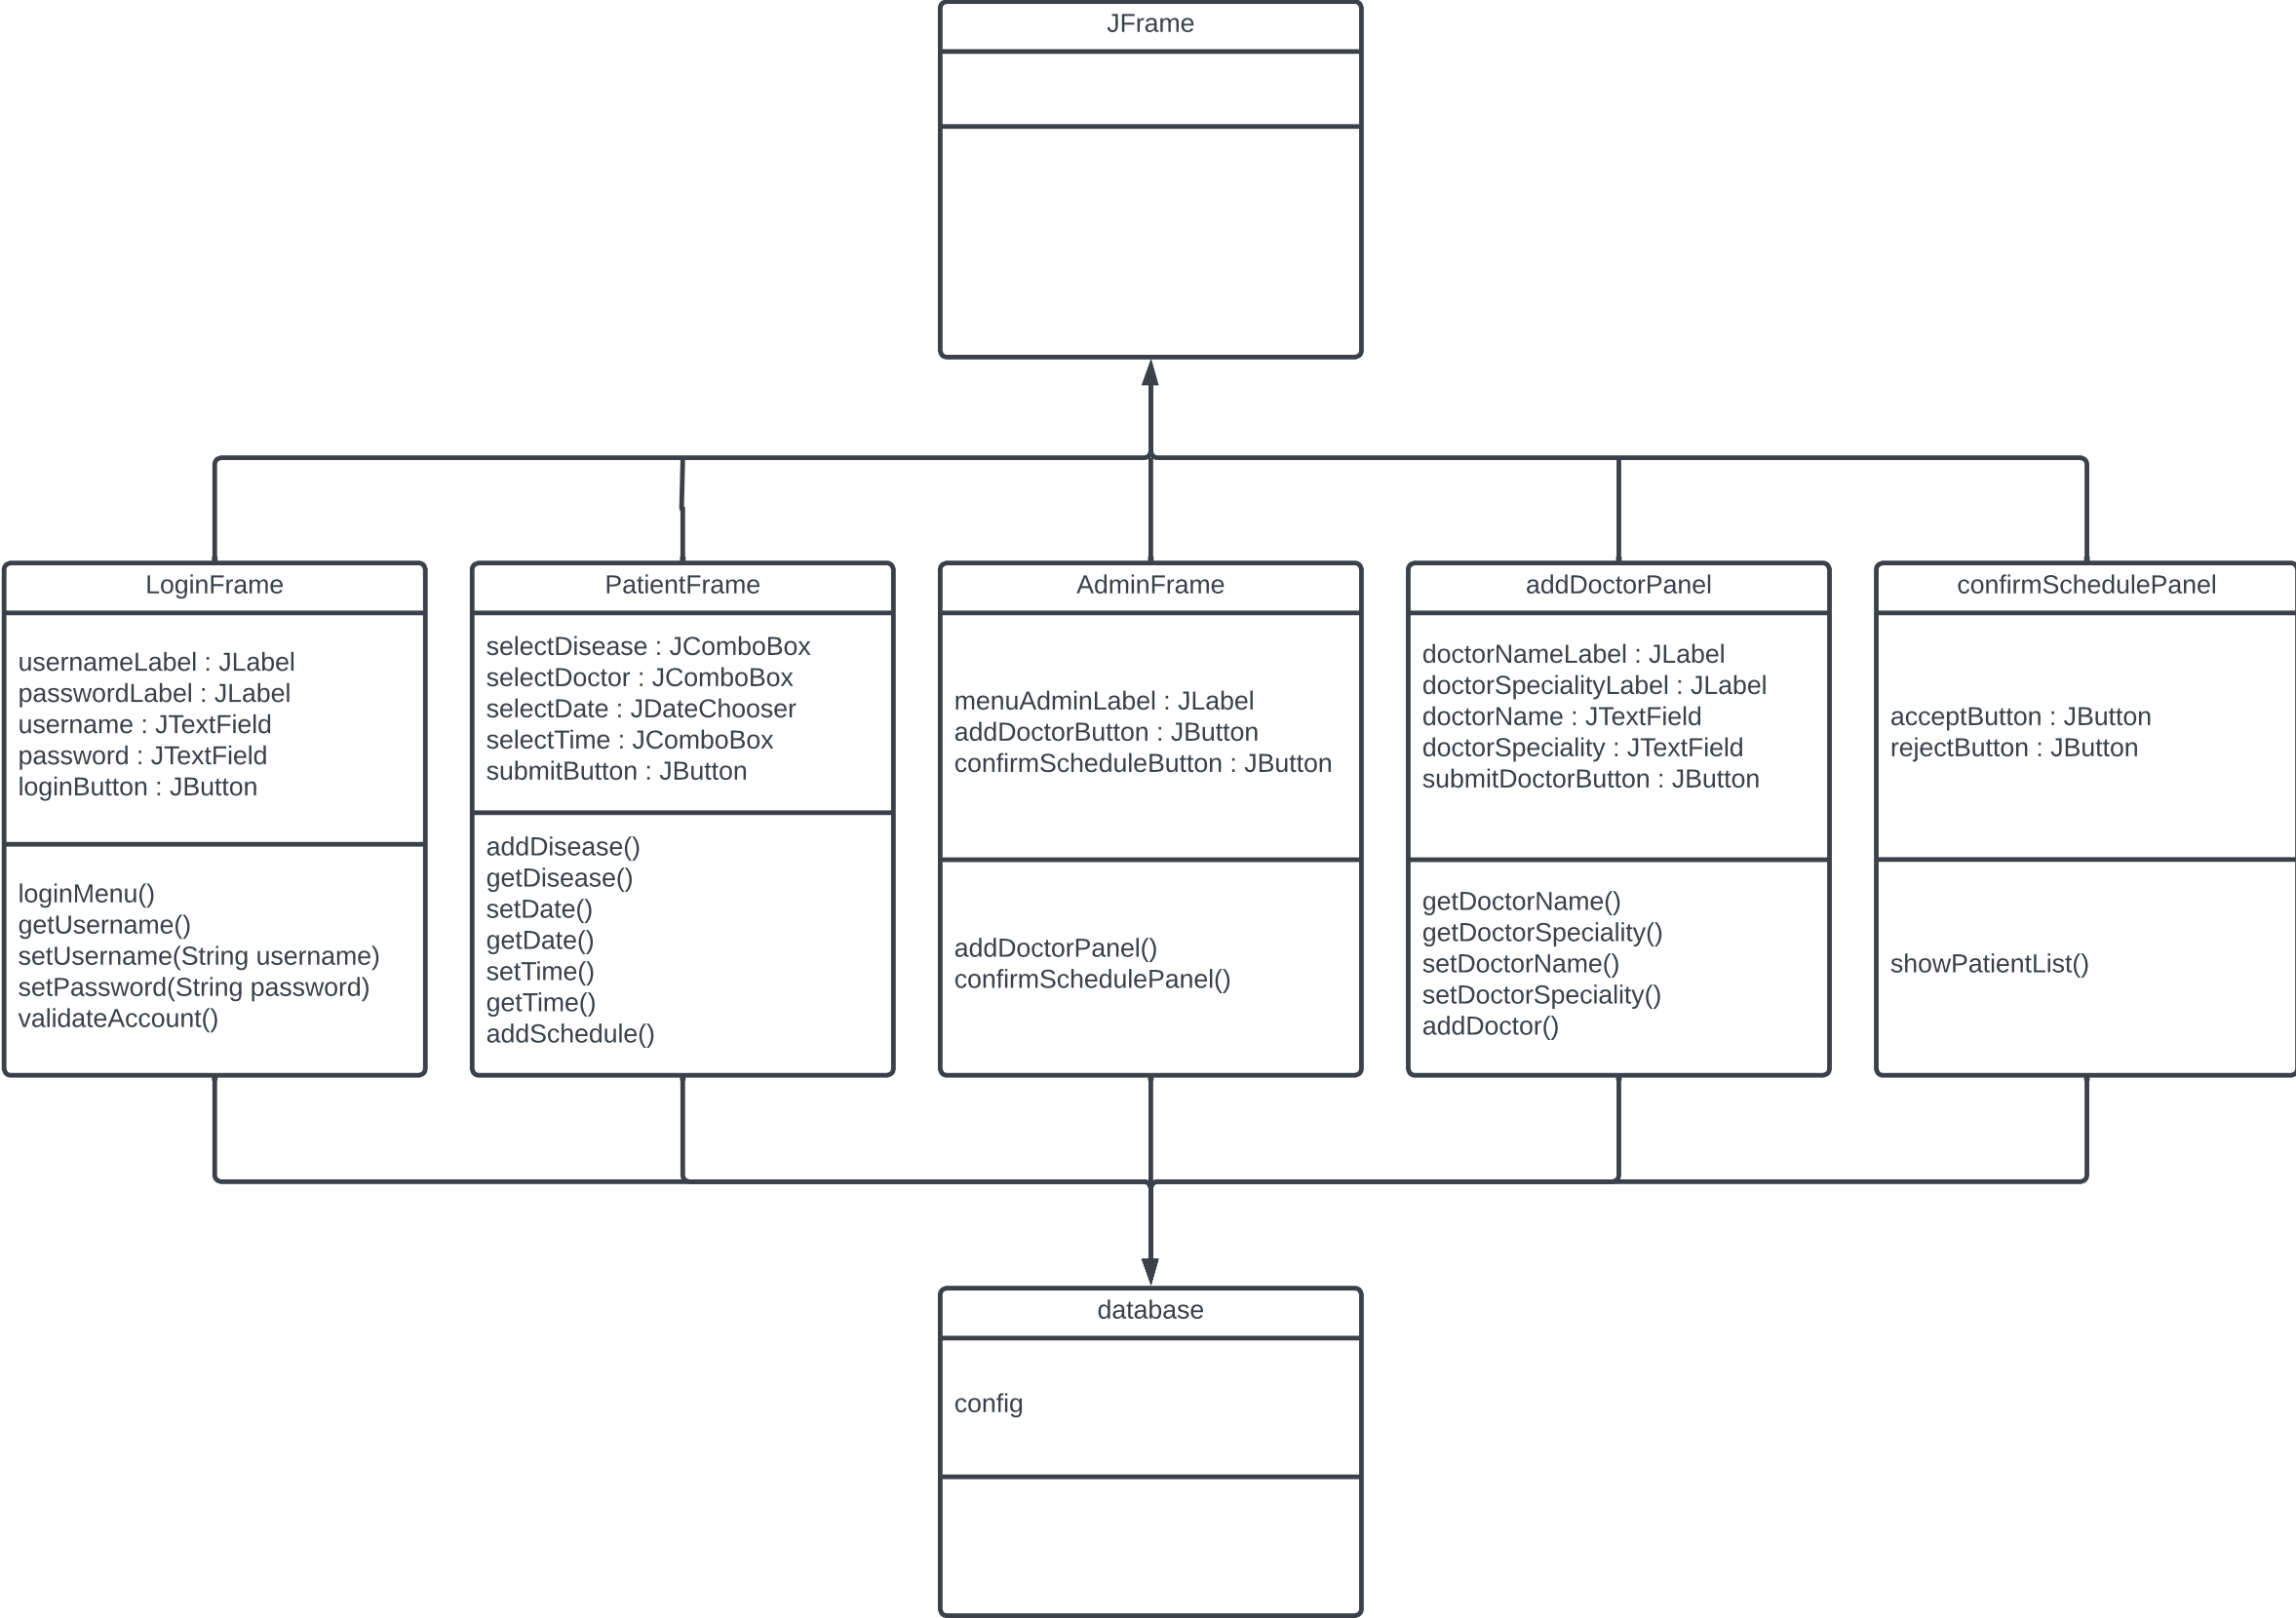 JFrame
LoginFrame
usernameLabel : JLabel
passwordLabel : JLabel
username : JTextField
password : JTextField
loginButton : JButton
loginMenu()
getUsername()
setUsername(String username)
setPassword(String password)
validateAccount()
PatientFrame
selectDisease : JComboBox
selectDoctor : JComboBox
selectDate : JDateChooser
selectTime : JComboBox
submitButton : JButton
addDisease()
getDisease()
setDate()
getDate()
setTime()
getTime()
addSchedule()
AdminFrame
menuAdminLabel : JLabel
addDoctorButton : JButton
confirmScheduleButton : JButton
addDoctorPanel()
confirmSchedulePanel()
addDoctorPanel
doctorNameLabel : JLabel
doctorSpecialityLabel : JLabel
doctorName : JTextField
doctorSpeciality : JTextField
submitDoctorButton : JButton
getDoctorName()
getDoctorSpeciality()
setDoctorName()
setDoctorSpeciality()
addDoctor()
confirmSchedulePanel
acceptButton : JButton
rejectButton : JButton
showPatientList()
database
config